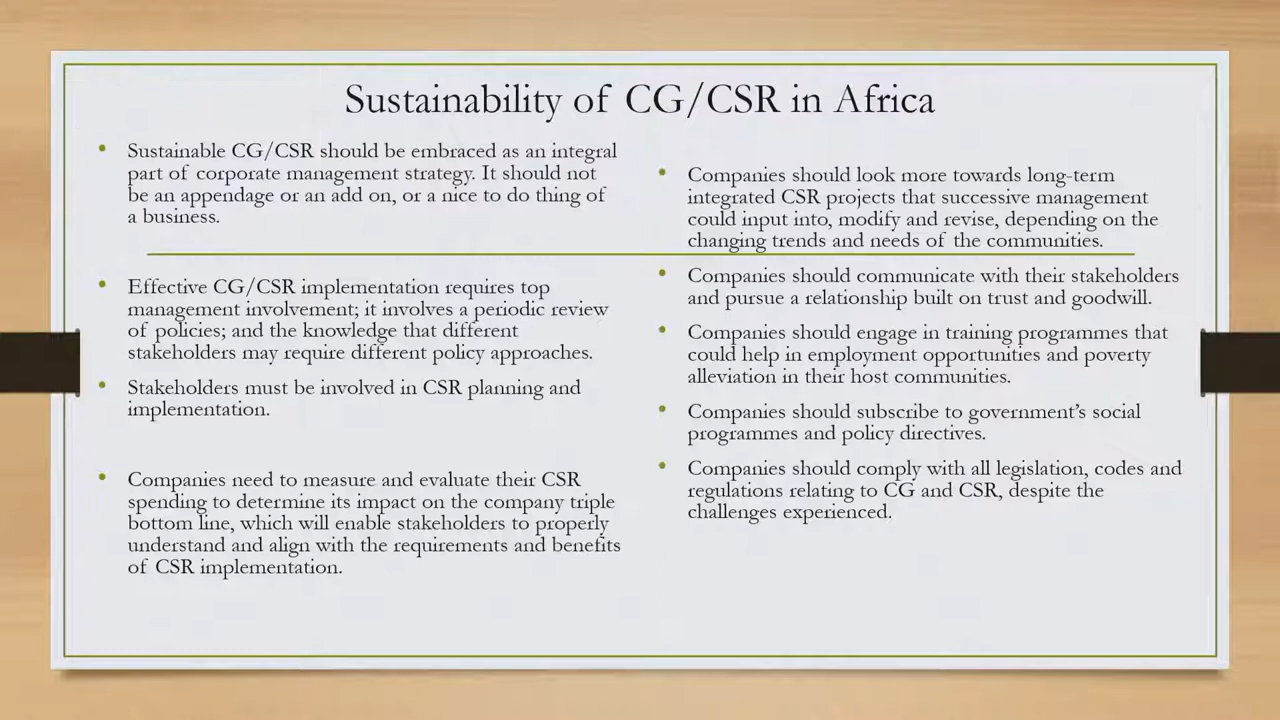 Sustainability of CG/CSR in Africa
• Sustainable CG/CSR should be embraced as an integral
part of corporate management strategy. It should not
be an appendage or an add on, or a nice to do thing of
a business.
• Effective CG/CSR implementation requires top
management involvement; it involves a periodic review
of policies; and the knowledge that different
stakeholders may require different policy approaches.
• Stakeholders must be involved in CSR planning and
implementation.
• Companies need to measure and evaluate their CSR
spending to determine its impact on the company triple
bottom line, which will enable stakeholders to properly
understand and align with the requirements and benefits
of CSR implementation.
• Companies should look more towards long-term
integrated CSR projects that successive management
could input into, modify and revise, depending on the
changing trends and needs of the communities.
• Companies should communicate with their stakeholders
and pursue a relationship built on trust and goodwill.
• Companies should engage in training programmes that
could help in employment opportunities and poverty
alleviation in their host communities.
• Companies should subscribe to government’s social
programmes and policy directives.
• Companies should comply with all legislation, codes and
regulations relating to CG and CSR, despite the
challenges experienced.